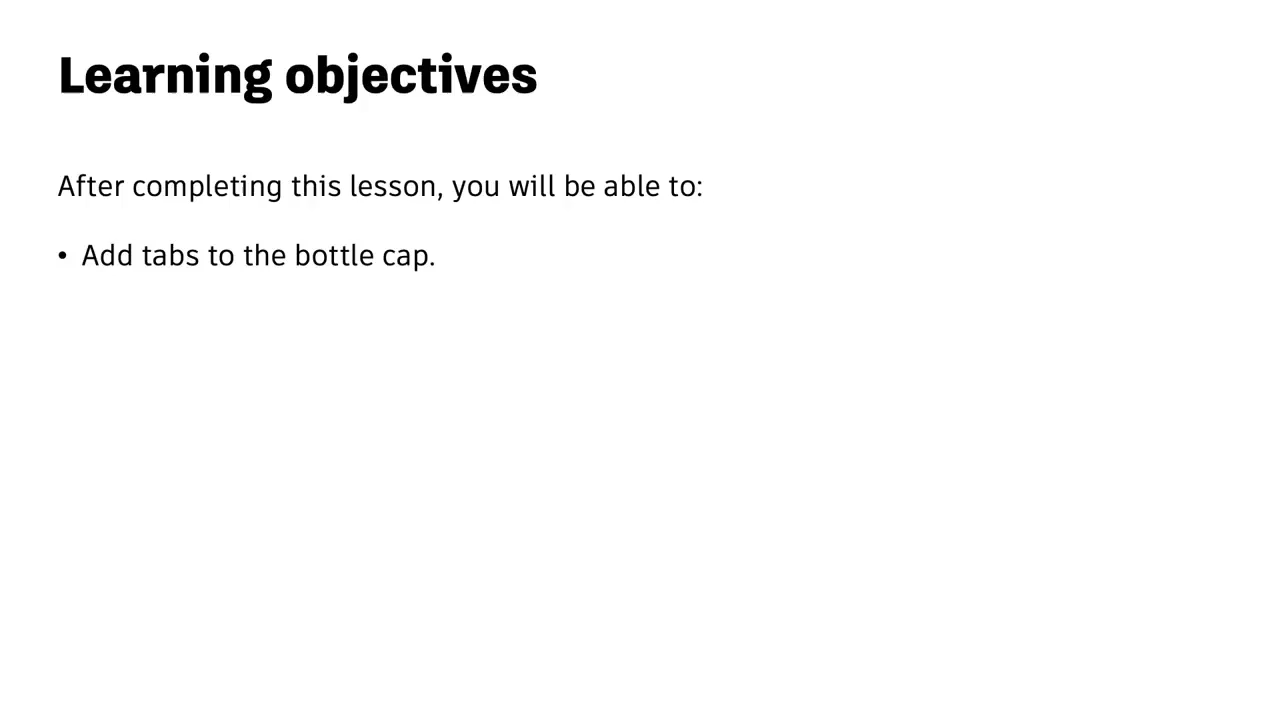 Learning objectives
After completing this lesson, you will be able to:
• Add tabs to the bottle cap.